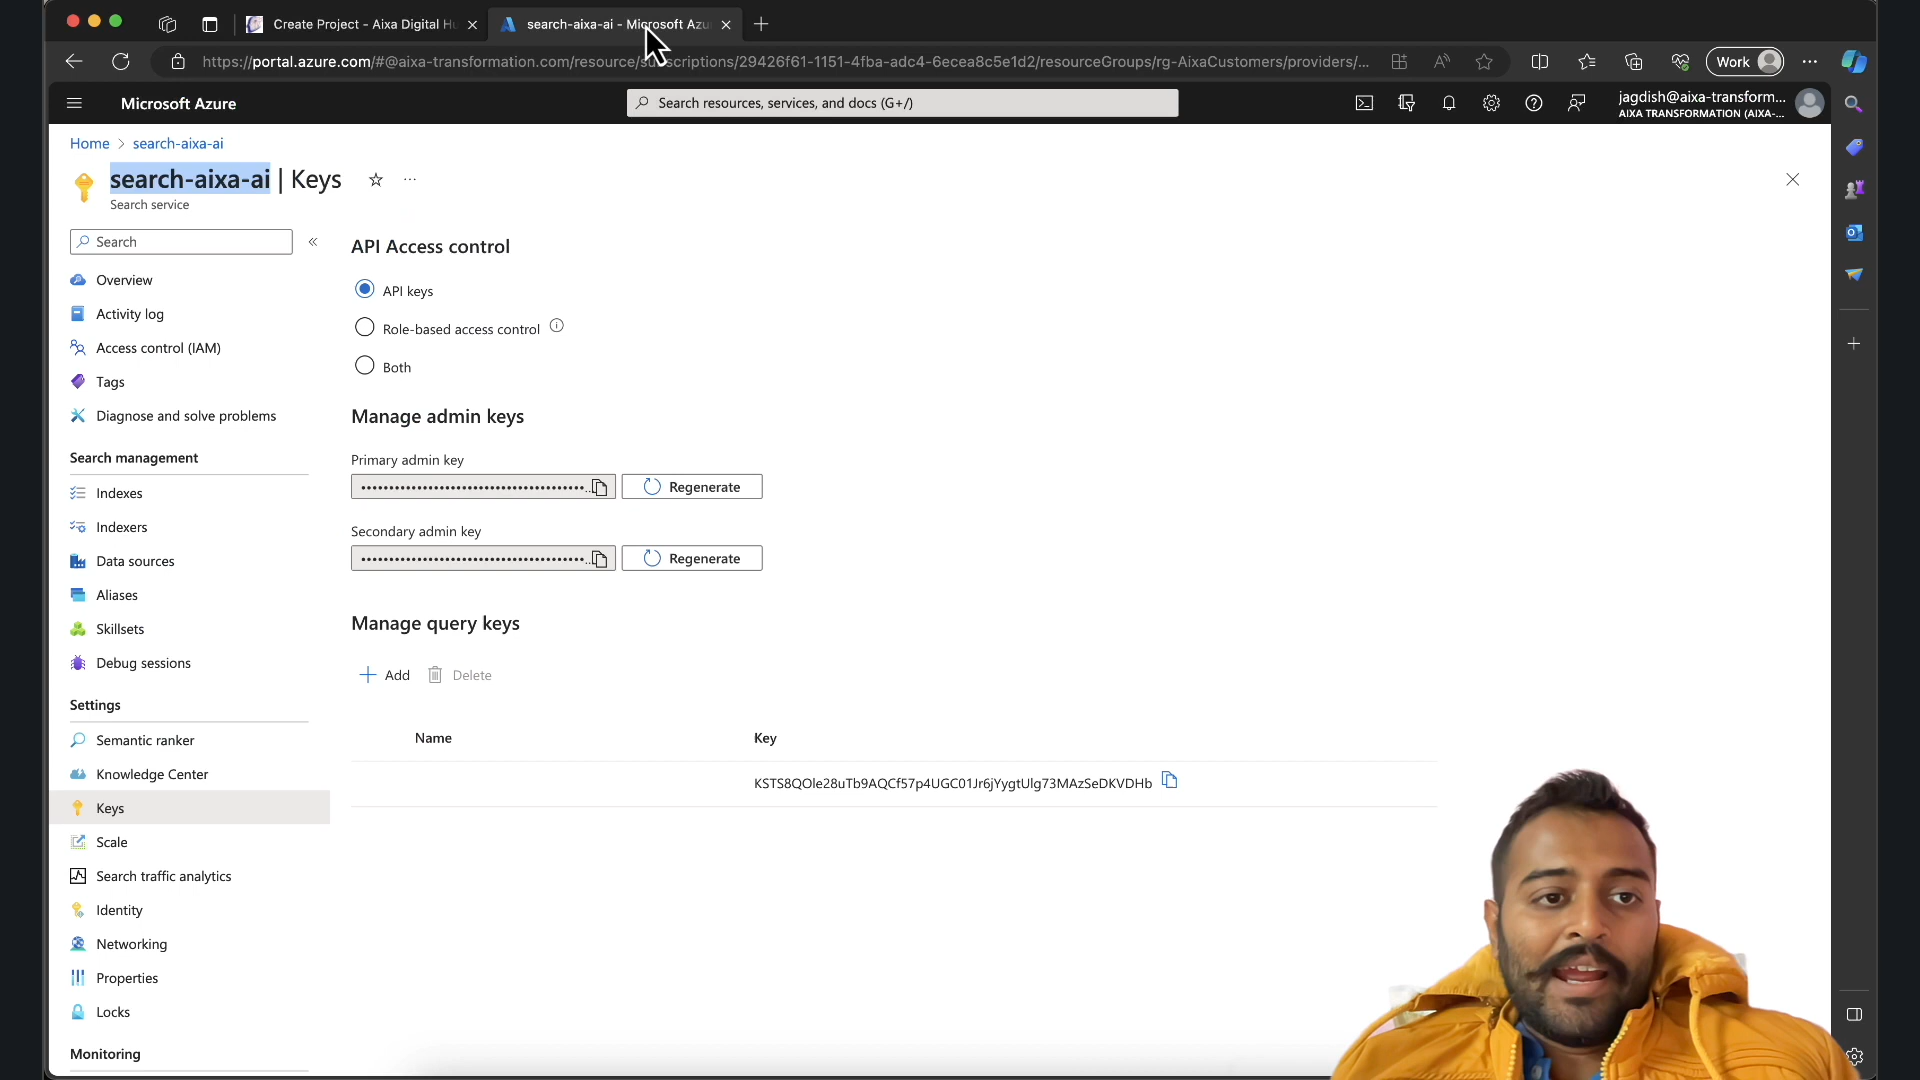 Create Project - Aixa Digital Hu
search-aixa-ai - Microsoft Azu
https://portal.azure.com/#@aixa-transformation.com/resource/subscriptions/29426f61-1151-4fba-adc4-6ecea8c5e1d2/resourceGroups/rg-AixaCustomers/providers/...
Work
Microsoft Azure
Search resources, services, and docs (G+/)
jagdish@aixa-transform...
AIXA TRANSFORMATION (AIXA-...
Home > search-aixa-ai
search-aixa-ai | Keys
Search service
Search
Overview
Activity log
Access control (IAM)
Tags
Diagnose and solve problems
Search management
Indexes
Indexers
Data sources
Aliases
Skillsets
Debug sessions
Settings
Semantic ranker
Knowledge Center
Keys
Scale
Search traffic analytics
Identity
Networking
Properties
Locks
Monitoring
API Access control
API keys
Role-based access control
Both
Manage admin keys
Primary admin key
Regenerate
Secondary admin key
Regenerate
Manage query keys
Add
Delete
Name
Key
KSTS8QOle28uTb9AQCf57p4UGC01Jr6jYygtUlg73MAzSeDKVDHb